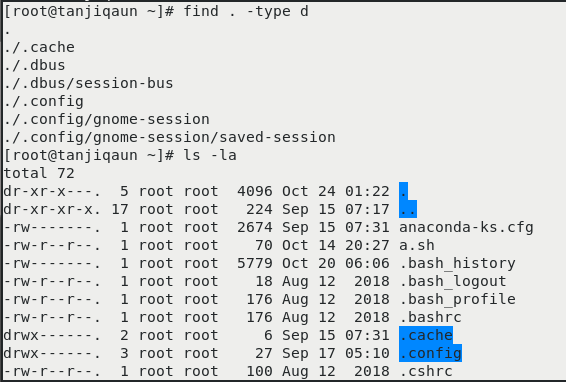 [root@tanjiqaun ~]# find . -type d
.
./.cache
./.dbus
./.dbus/session-bus
./.config
./.config/gnome-session
./.config/gnome-session/saved-session
[root@tanjiqaun ~]# ls -la
total 72
dr-xr-x---.  5 root root  4096 Oct 24 01:22 .
dr-xr-xr-x. 17 root root   224 Sep 15 07:17 ..
-rw-------.  1 root root  2674 Sep 15 07:31 anaconda-ks.cfg
-rw-r--r--.  1 root root    70 Oct 14 20:27 a.sh
-rw-------.  1 root root  5779 Oct 20 06:06 .bash_history
-rw-r--r--.  1 root root    18 Aug 12  2018 .bash_logout
-rw-r--r--.  1 root root   176 Aug 12  2018 .bash_profile
-rw-r--r--.  1 root root   176 Aug 12  2018 .bashrc
drwx------.  2 root root     6 Sep 15 07:31 .cache
drwx------.  3 root root    27 Sep 17 05:10 .config
-rw-r--r--.  1 root root   100 Aug 12  2018 .cshrc